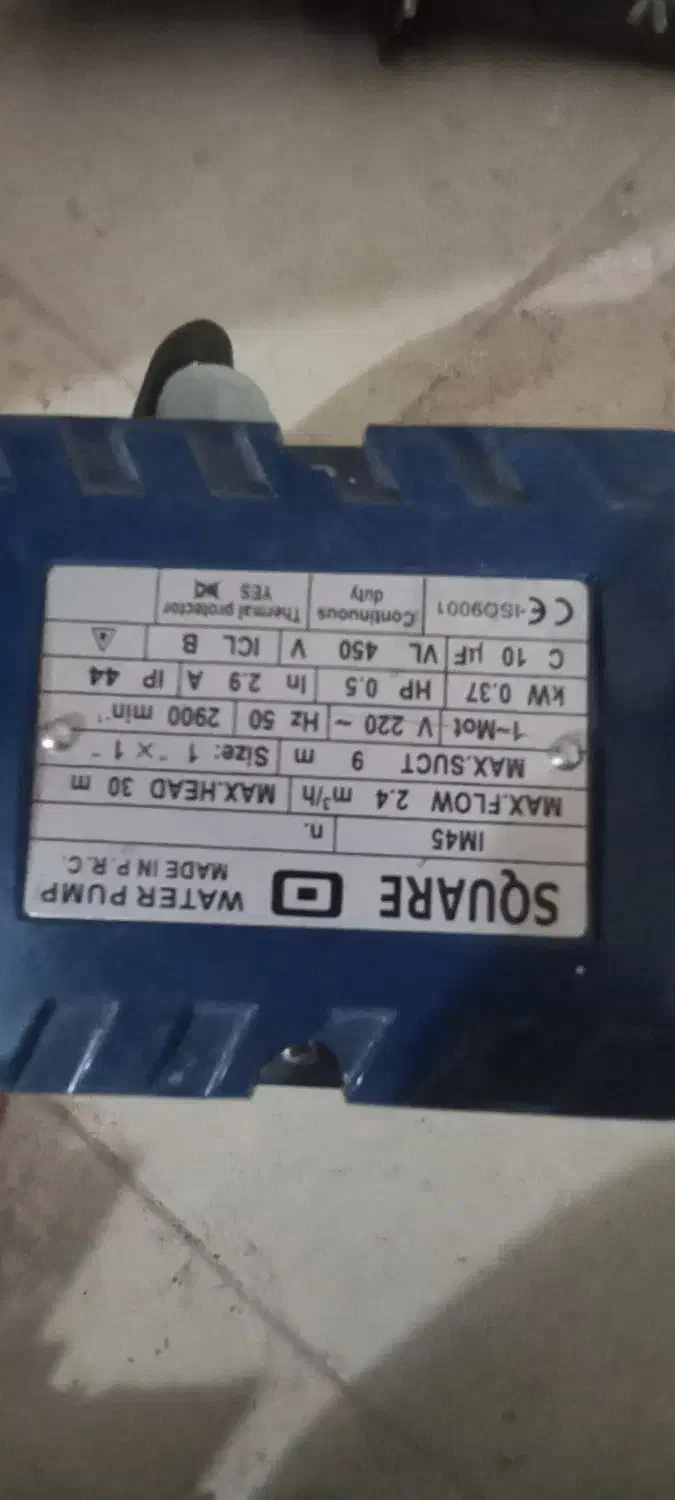 SQUARE WATER PUMP
MADE IN P.R.C.
IM45 n.
MAX.FLOW 2.4 m³/h MAX.HEAD 30 m
MAX.SUCT 9 m Size: 1 "× 1 "
1~Mot V 220 ~ Hz 50 2900 min⁻¹
kW 0.37 HP 0.5 In 2.9 A IP 44
C 10 µF VL 450 V ICL B
CE-ISO9001 Continuous duty Thermal protector YES